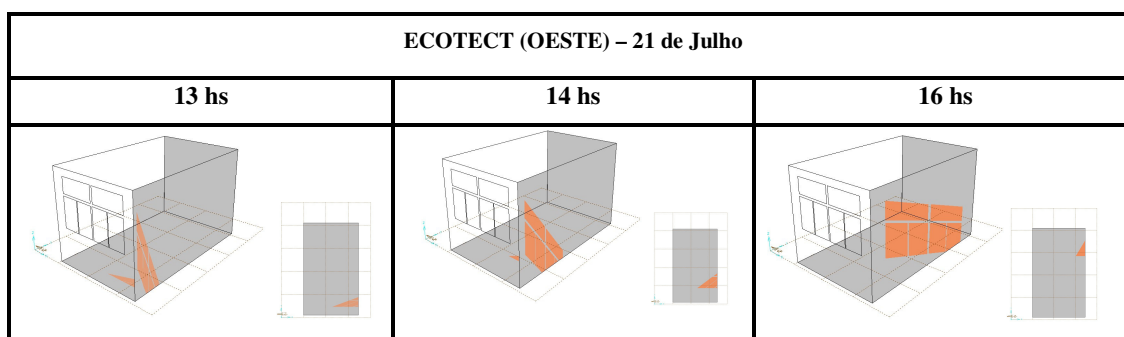 ECOTECT (OESTE) – 21 de Julho
13 hs
14 hs
16 hs